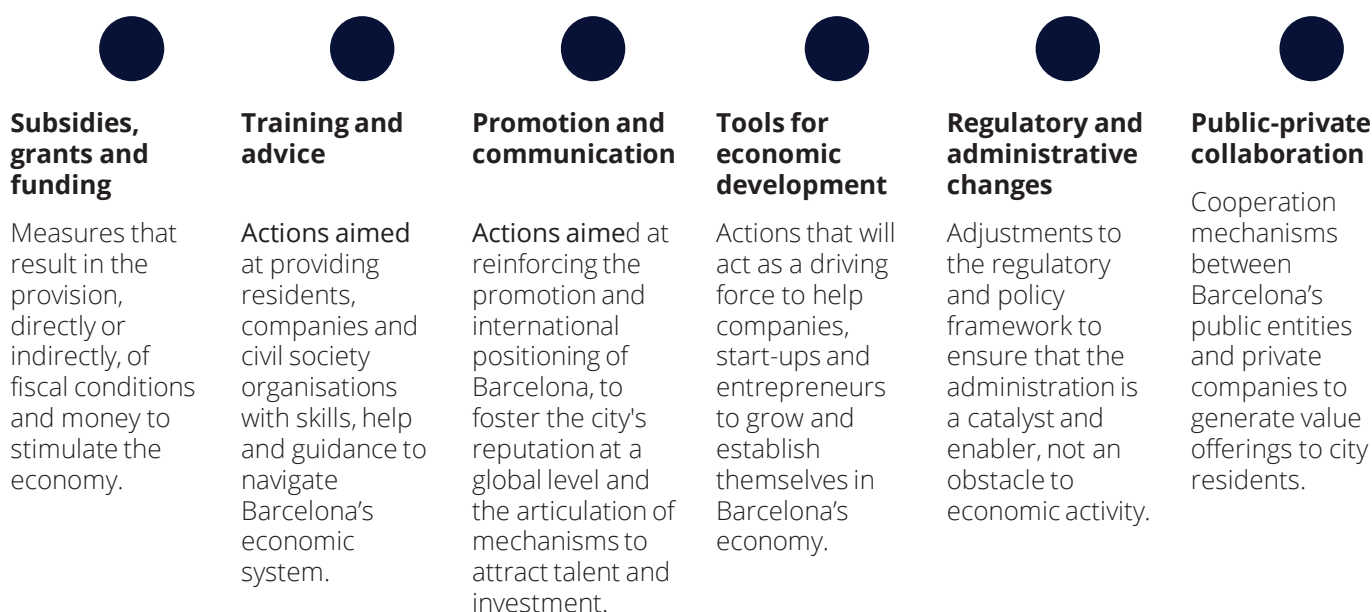 Subsidies,
grants and
funding
Measures that
result in the
provision,
directly or
indirectly, of
fiscal conditions
and money to
stimulate the
economy.
Training and
advice
Actions aimed
at providing
residents,
companies and
civil society
organisations
with skills, help
and guidance to
navigate
Barcelona’s
economic
system.
Promotion and
communication
Actions aimed at
reinforcing the
promotion and
international
positioning of
Barcelona, to
foster the city's
reputation at a
global level and
the articulation of
mechanisms to
attract talent and
investment.
Tools for
economic
development
Actions that will
act as a driving
force to help
companies,
start-ups and
entrepreneurs
to grow and
establish
themselves in
Barcelona’s
economy.
Regulatory and
administrative
changes
Adjustments to
the regulatory
and policy
framework to
ensure that the
administration is
a catalyst and
enabler, not an
obstacle to
economic activity.
Public-private
collaboration
Cooperation
mechanisms
between
Barcelona’s
public entities
and private
companies to
generate value
offerings to city
residents.